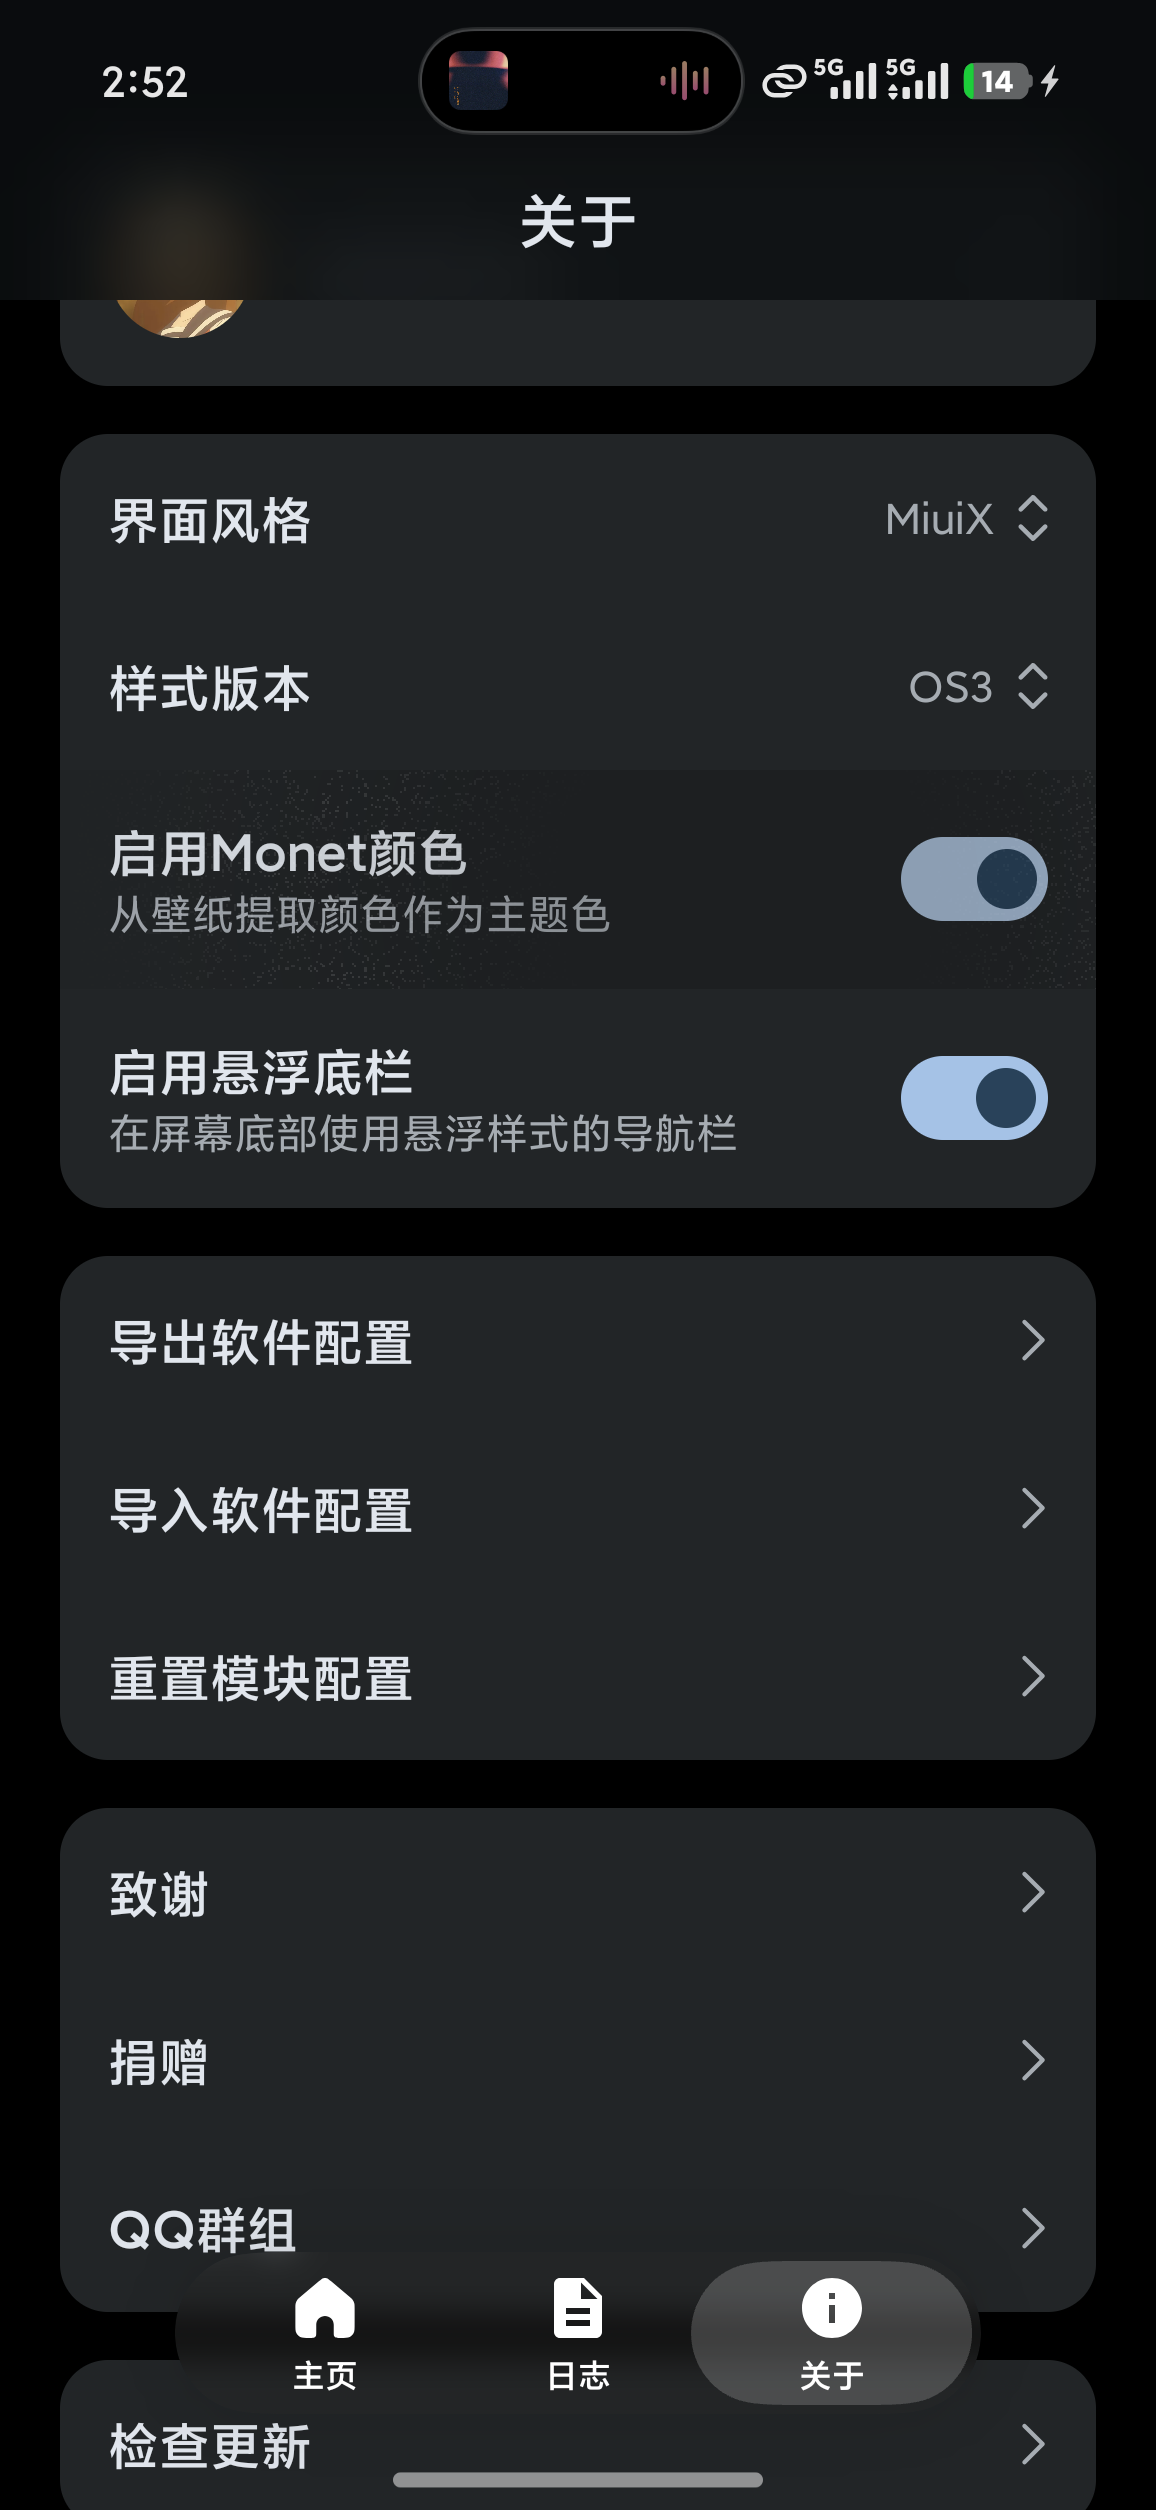 2:52
5G
5G
14
关于
界面风格
MiuiX
样式版本
OS3
启用Monet颜色
从壁纸提取颜色作为主题色
启用悬浮底栏
在屏幕底部使用悬浮样式的导航栏
导出软件配置
导入软件配置
重置模块配置
致谢
捐赠
QQ群组
主页
日志
关于
检查更新